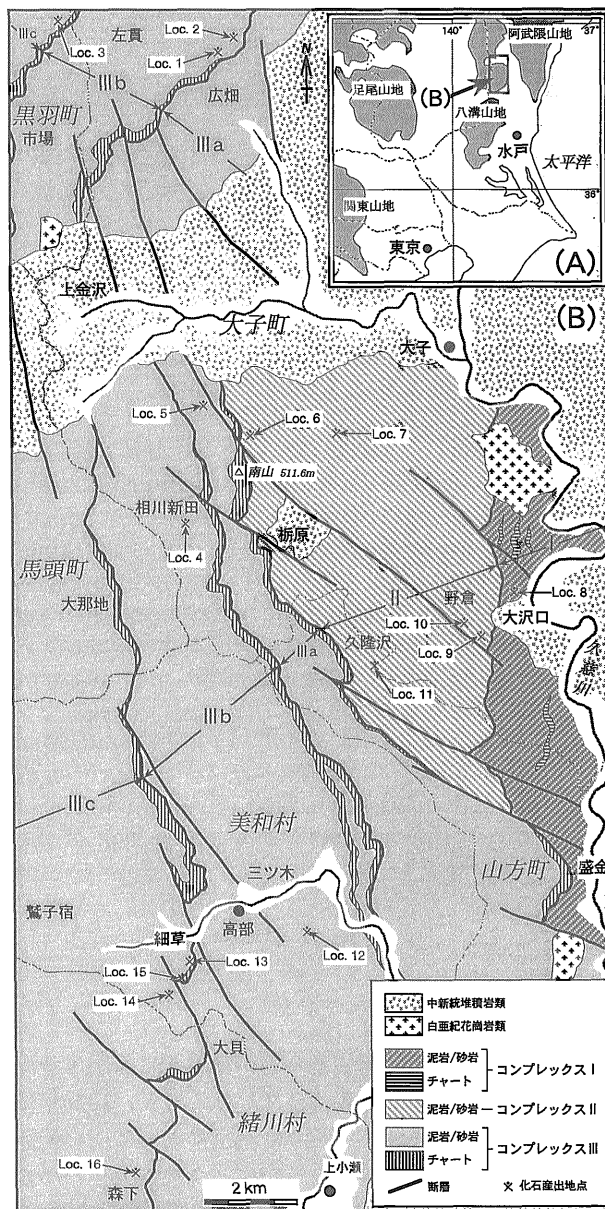 IIIc
Loc. 3
左貫
Loc. 2
Loc. 1
N
IIIb
黒羽町
市場
広畑
IIIa
140°
阿武隈山地
37°
足尾山地
(B)
八溝山地
水戸
太平洋
36°
関東山地
東京
(A)
上金沢
(B)
大子町
大子
Loc. 5
Loc. 6
Loc. 7
南山 511.6m
相川新田
Loc. 4
栃原
I
馬頭町
大那地
II
野倉
Loc. 8
大沢口
Loc. 10
Loc. 9
久慈川
IIIa
久隆沢
Loc. 11
IIIb
IIIc
美和村
山方町
三ツ木
盛金
鷲子宿
細草
高部
Loc. 12
Loc. 13
Loc. 15
Loc. 14
大貝
緒川村
Loc. 16
森下
2 km
上小瀬
中新統堆積岩類
白亜紀花崗岩類
泥岩/砂岩
チャート
コンプレックスI
泥岩/砂岩
コンプレックスII
泥岩/砂岩
チャート
コンプレックスIII
断層
化石産出地点